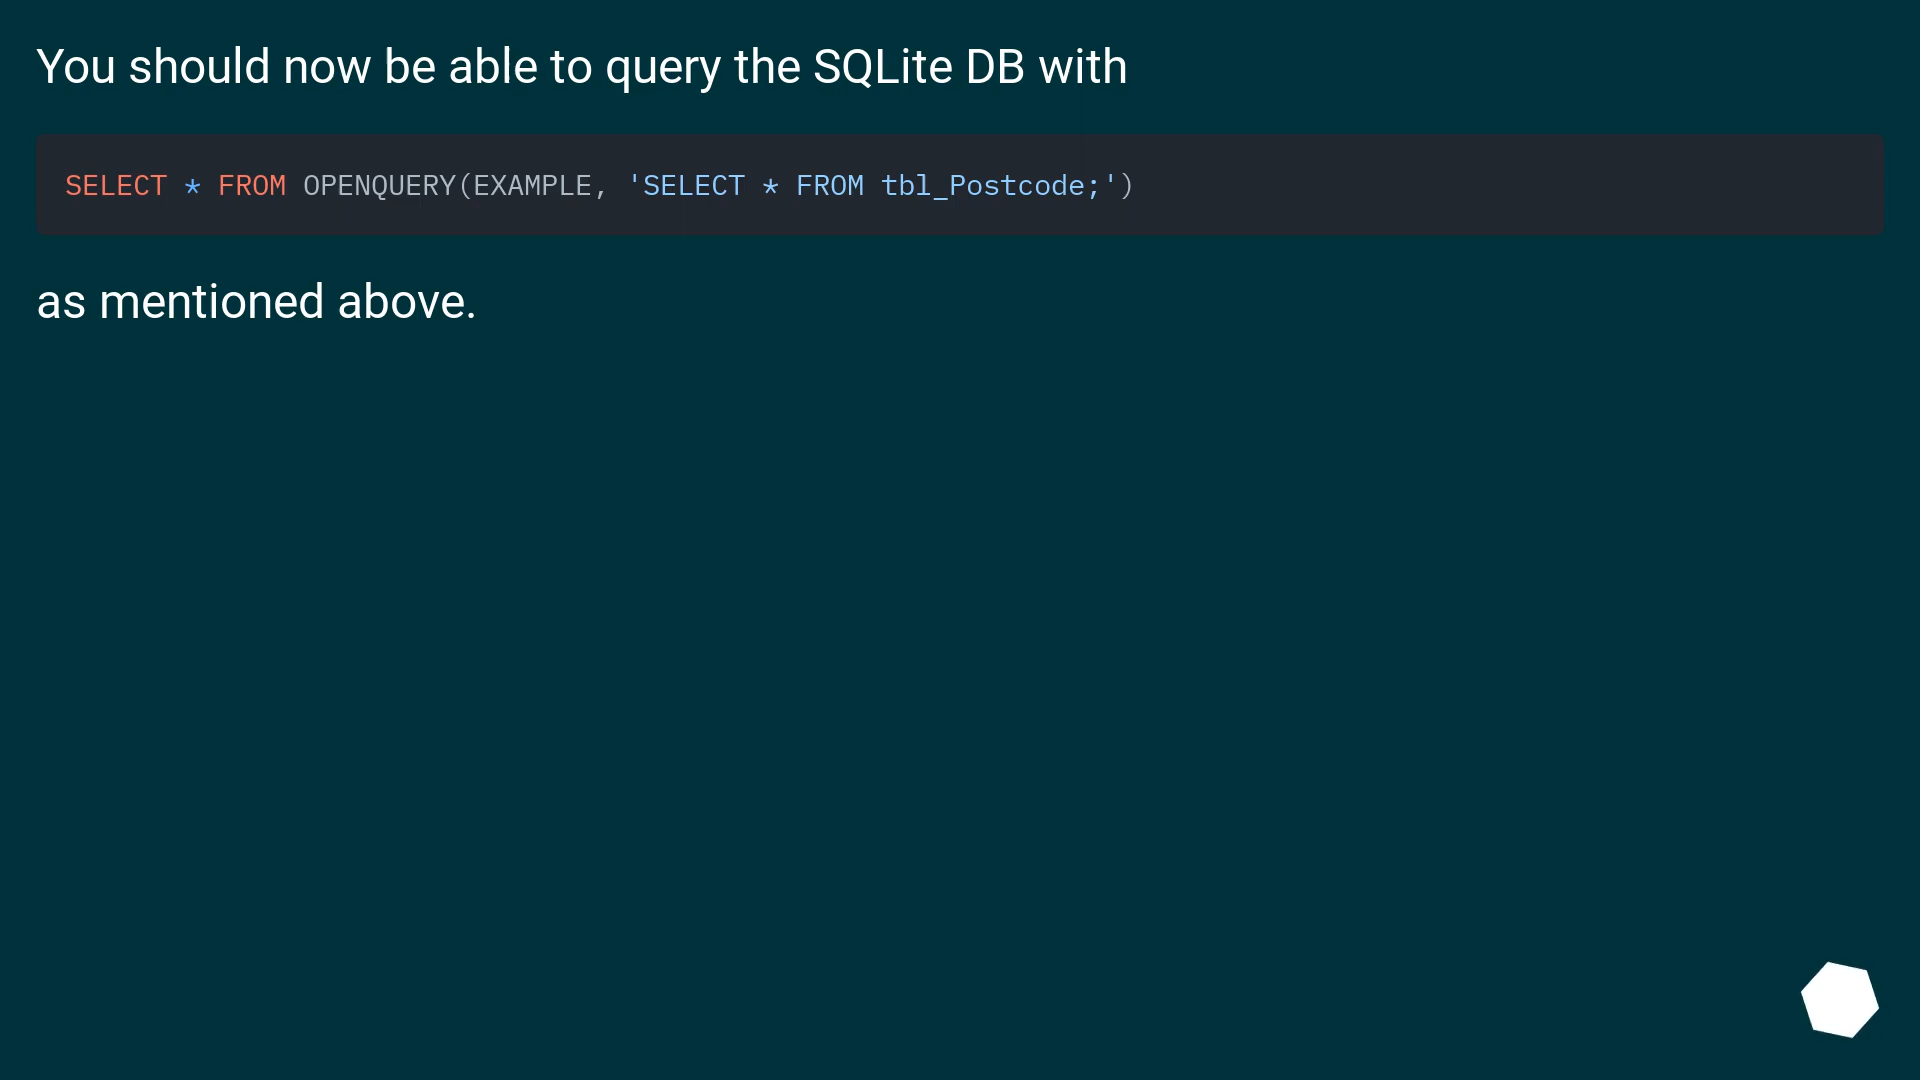 You should now be able to query the SQLite DB with
SELECT * FROM OPENQUERY(EXAMPLE, 'SELECT * FROM tbl_Postcode;')
as mentioned above.